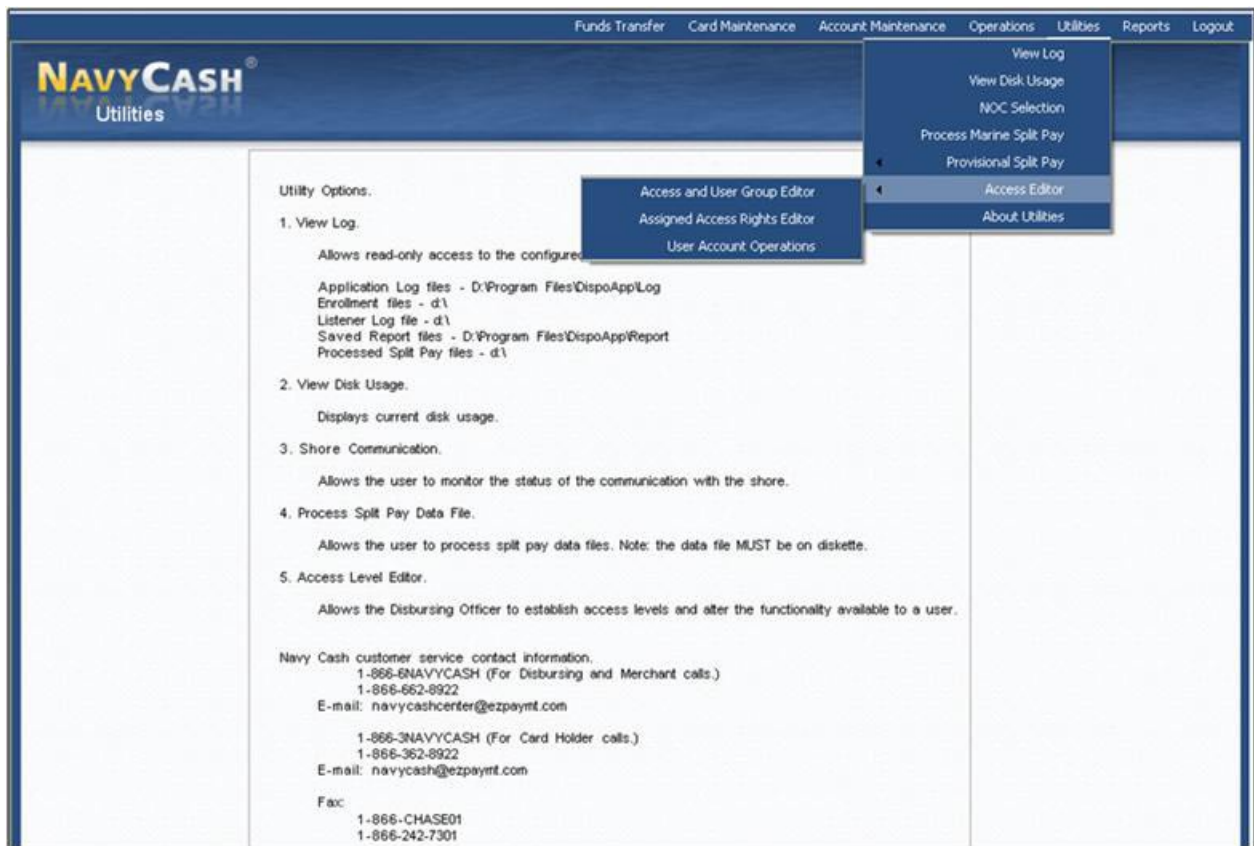 Funds Transfer Card Maintenance Account Maintenance Operations Utilities Reports Logout
NAVYCASH®
Utilities
View Log
View Disk Usage
NOC Selection
Process Marine Split Pay
Provisional Split Pay
Access Editor
About Utilities
Access and User Group Editor
Assigned Access Rights Editor
User Account Operations
Utility Options.
1. View Log.
Allows read-only access to the configured
Application Log files - D:\Program Files\DispoApp\Log
Enrollment files - d:\
Listener Log file - d:\
Saved Report files - D:\Program Files\DispoApp\Report
Processed Split Pay files - d:\
2. View Disk Usage.
Displays current disk usage.
3. Shore Communication.
Allows the user to monitor the status of the communication with the shore.
4. Process Split Pay Data File.
Allows the user to process split pay data files. Note: the data file MUST be on diskette.
5. Access Level Editor.
Allows the Disbursing Officer to establish access levels and alter the functionality available to a user.
Navy Cash customer service contact information.
1-866-6NAVYCASH (For Disbursing and Merchant calls.)
1-866-662-8922
E-mail: navycashcenter@ezpaymt.com
1-866-3NAVYCASH (For Card Holder calls.)
1-866-362-8922
E-mail: navycash@ezpaymt.com
Fax:
1-866-CHASE01
1-866-242-7301